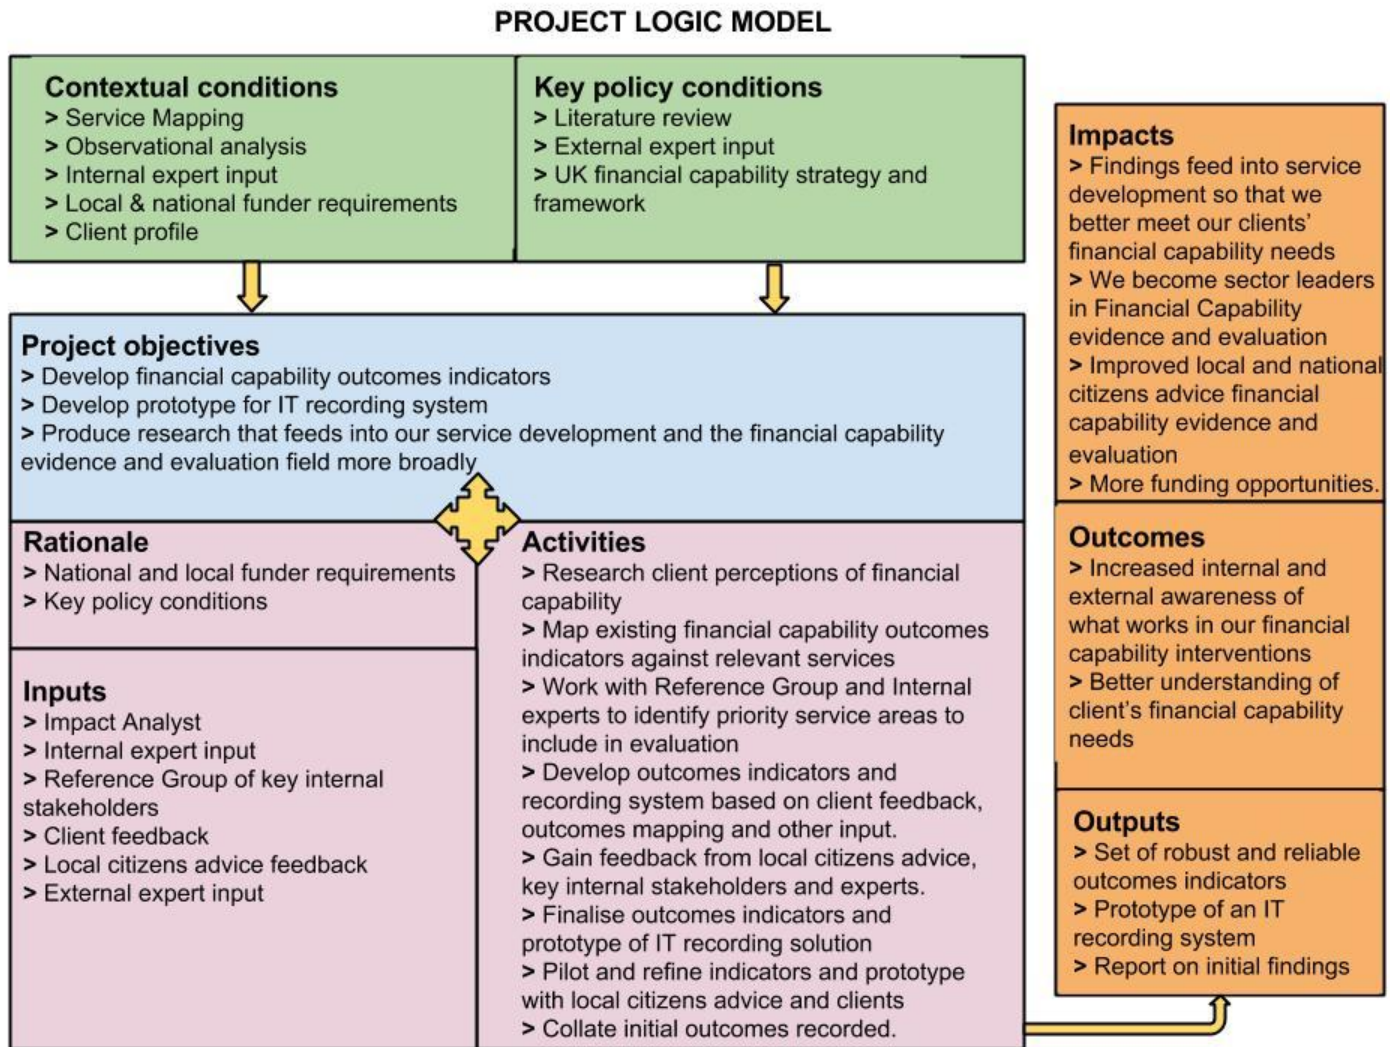 PROJECT LOGIC MODEL
Contextual conditions
> Service Mapping
> Observational analysis
> Internal expert input
> Local & national funder requirements
> Client profile
Key policy conditions
> Literature review
> External expert input
> UK financial capability strategy and
framework
Project objectives
> Develop financial capability outcomes indicators
> Develop prototype for IT recording system
> Produce research that feeds into our service development and the financial capability
evidence and evaluation field more broadly
Rationale
> National and local funder requirements
> Key policy conditions
Inputs
> Impact Analyst
> Internal expert input
> Reference Group of key internal
stakeholders
> Client feedback
> Local citizens advice feedback
> External expert input
Activities
> Research client perceptions of financial
capability
> Map existing financial capability outcomes
indicators against relevant services
> Work with Reference Group and Internal
experts to identify priority service areas to
include in evaluation
> Develop outcomes indicators and
recording system based on client feedback,
outcomes mapping and other input.
> Gain feedback from local citizens advice,
key internal stakeholders and experts.
> Finalise outcomes indicators and
prototype of IT recording solution
> Pilot and refine indicators and prototype
with local citizens advice and clients
> Collate initial outcomes recorded.
Impacts
> Findings feed into service
development so that we
better meet our clients'
financial capability needs
> We become sector leaders
in Financial Capability
evidence and evaluation
> Improved local and national
citizens advice financial
capability evidence and
evaluation
> More funding opportunities.
Outcomes
> Increased internal and
external awareness of
what works in our financial
capability interventions
> Better understanding of
client's financial capability
needs
Outputs
> Set of robust and reliable
outcomes indicators
> Prototype of an IT
recording system
> Report on initial findings